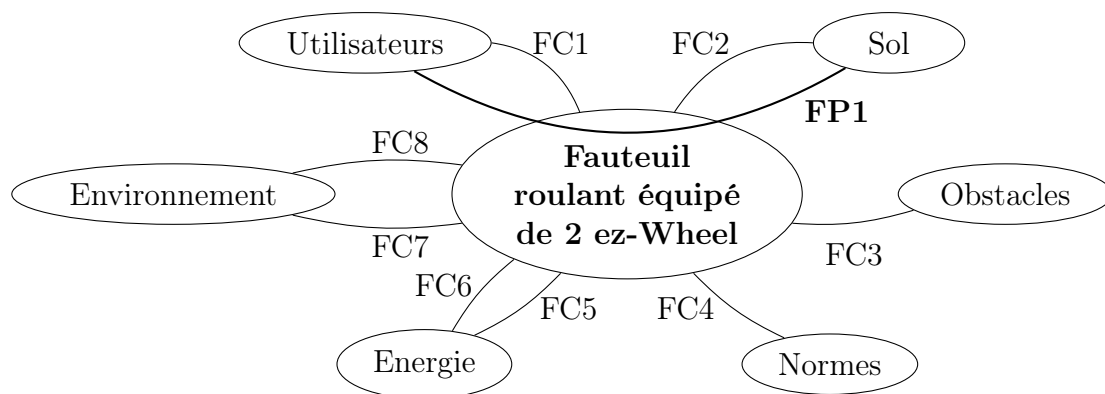 Utilisateurs
FC1
FC2
Sol
FP1
FC8
Fauteuil
roulant équipé
de 2 ez-Wheel
Environnement
Obstacles
FC7
FC3
FC6
FC5
FC4
Energie
Normes